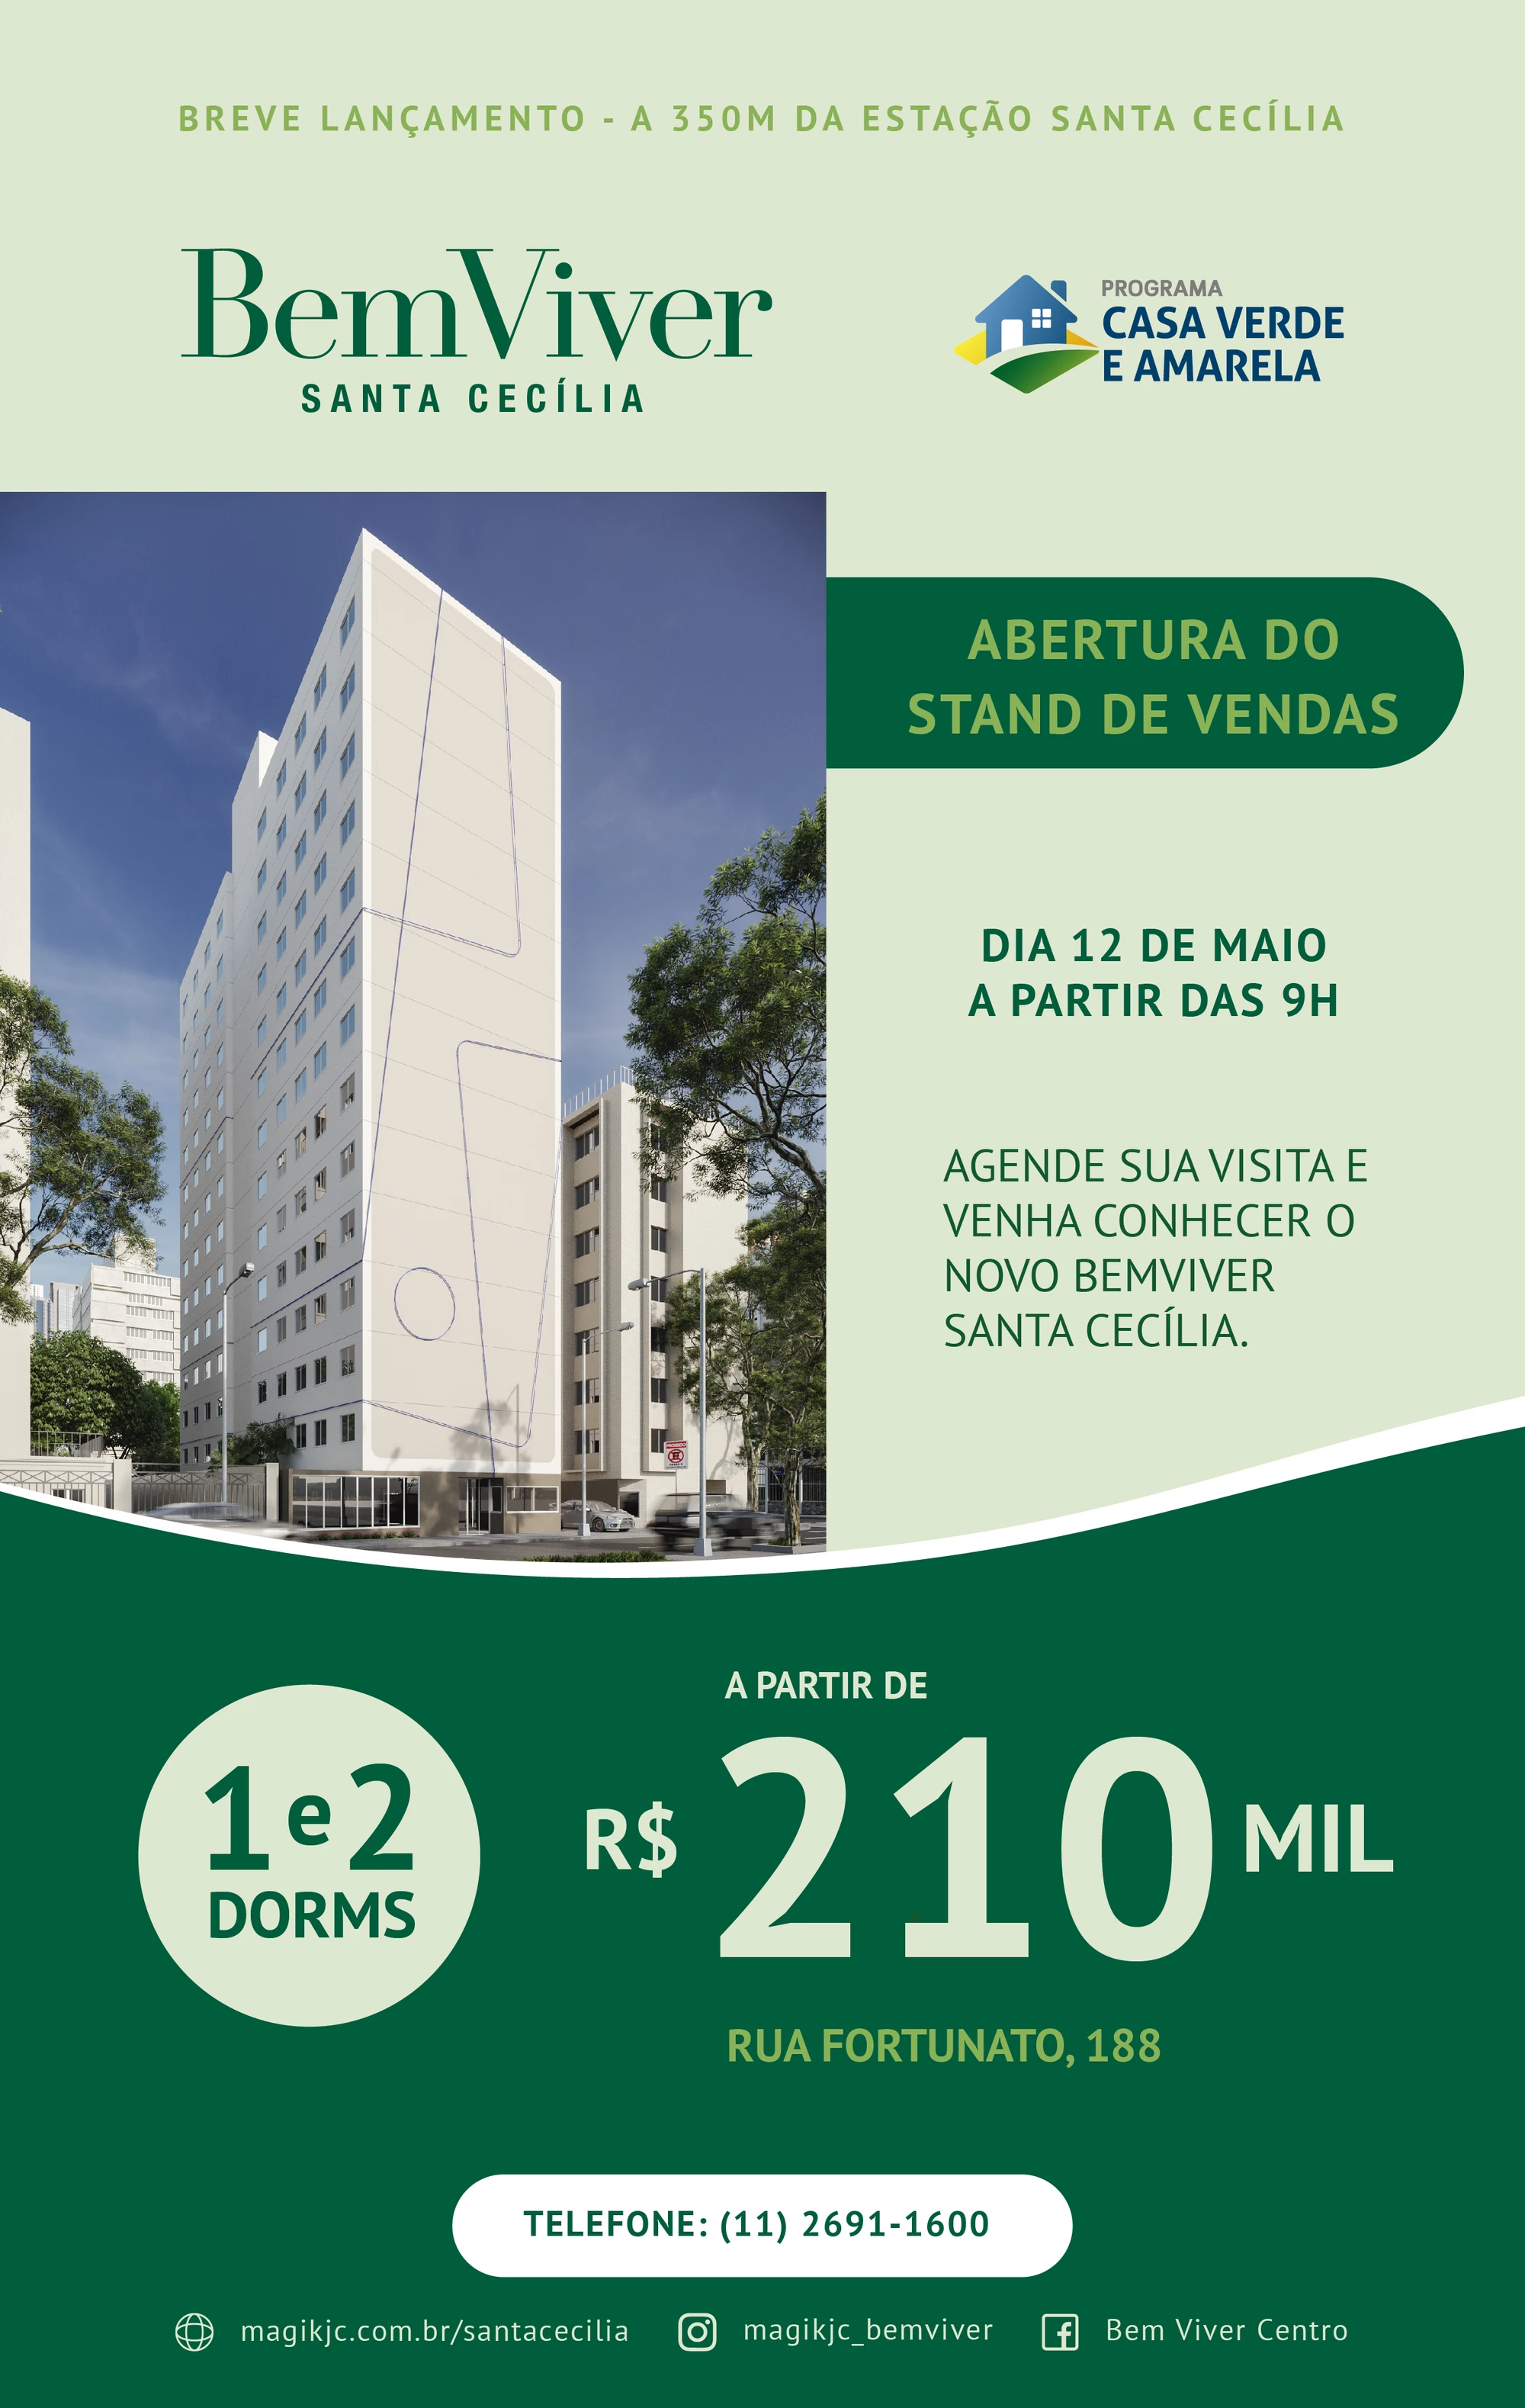 BREVE LANÇAMENTO - A 350M DA ESTAÇÃO SANTA CECÍLIA
BemViver
SANTA CECÍLIA
PROGRAMA
CASA VERDE
E AMARELA
ABERTURA DO
STAND DE VENDAS
DIA 12 DE MAIO
A PARTIR DAS 9H
AGENDE SUA VISITA E
VENHA CONHECER O
NOVO BEMVIVER
SANTA CECÍLIA.
1 e 2
DORMS
A PARTIR DE
R$ 210 MIL
RUA FORTUNATO, 188
TELEFONE: (11) 2691-1600
magikjc.com.br/santacecilia
magikjc_bemviver
Bem Viver Centro